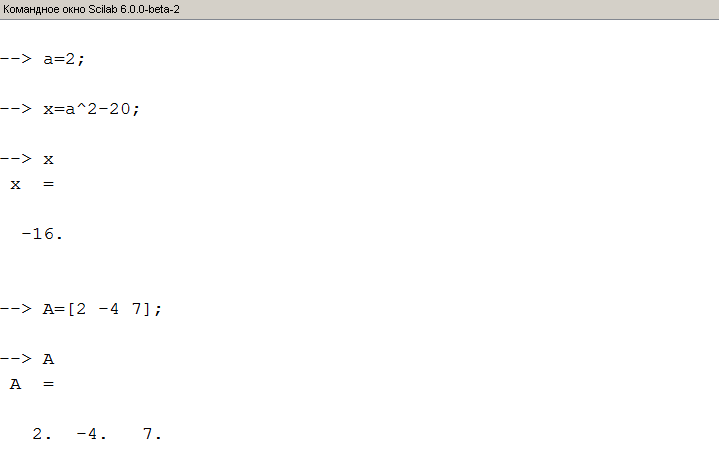 Командное окно Scilab 6.0.0-beta-2
--> a=2;
--> x=a^2-20;
--> x
x =
-16.
--> A=[2 -4 7];
--> A
A =
2. -4. 7.